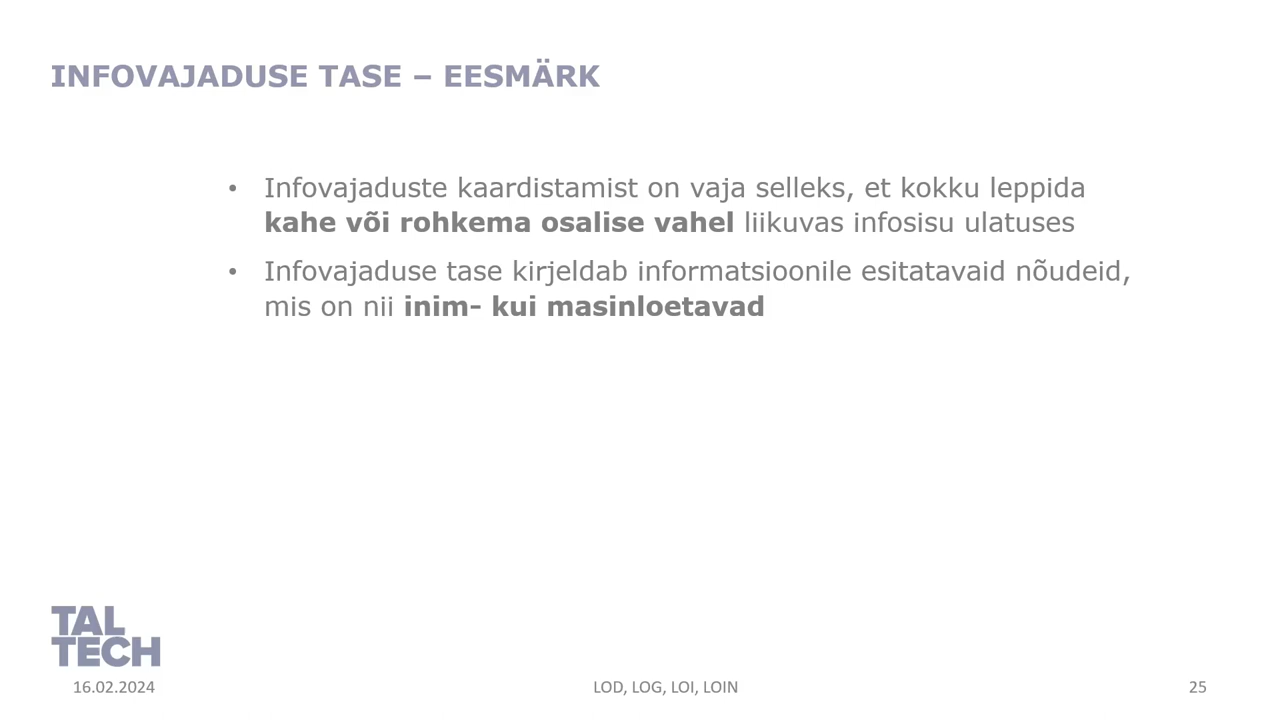 INFOVAJADUSE TASE – EESMÄRK
• Infovajaduste kaardistamist on vaja selleks, et kokku leppida
kahe või rohkema osalise vahel liikuvas infosisu ulatuses
• Infovajaduse tase kirjeldab informatsioonile esitatavaid nõudeid,
mis on nii inim- kui masinloetavad
TAL
TECH
16.02.2024
LOD, LOG, LOI, LOIN
25